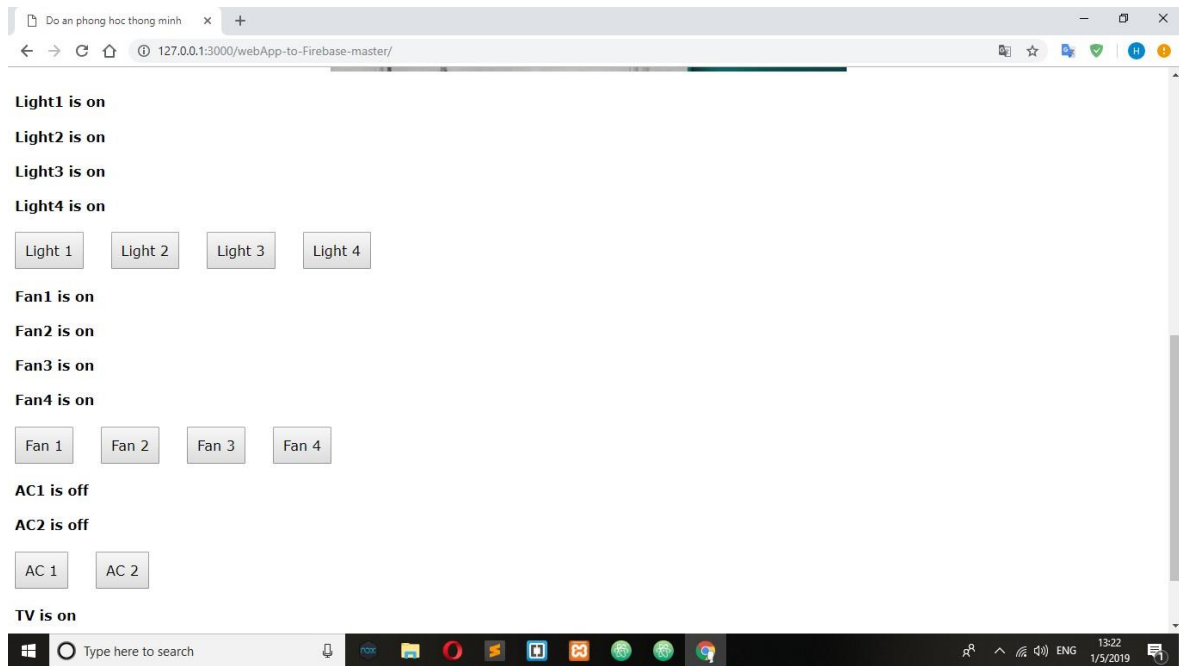 Do an phong hoc thong minh
127.0.0.1:3000/webApp-to-Firebase-master/
H
Light1 is on
Light2 is on
Light3 is on
Light4 is on
Light 1 Light 2 Light 3 Light 4
Fan1 is on
Fan2 is on
Fan3 is on
Fan4 is on
Fan 1 Fan 2 Fan 3 Fan 4
AC1 is off
AC2 is off
AC 1 AC 2
TV is on
Type here to search
nox
ENG
13:22
1/5/2019
1